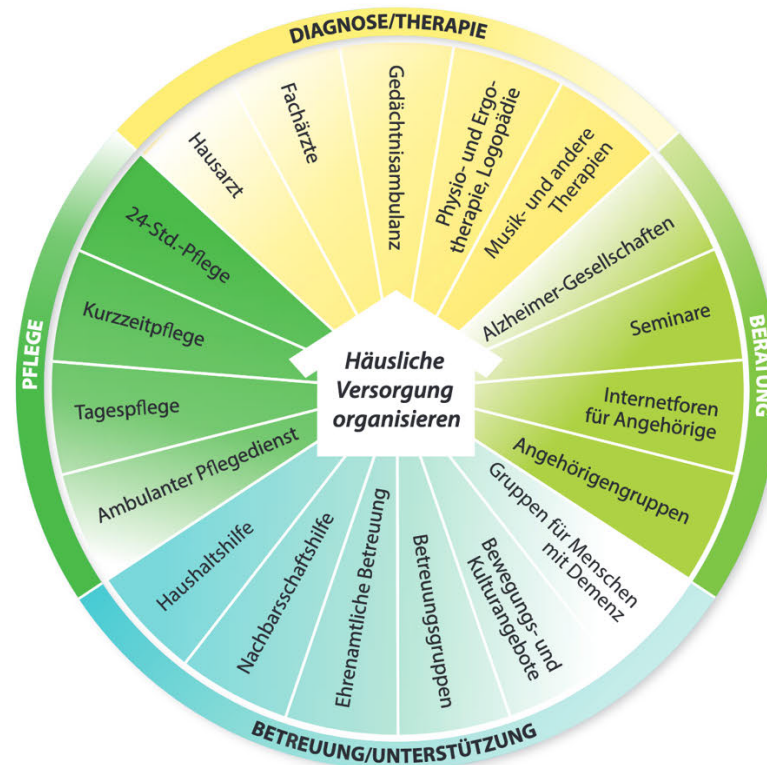 DIAGNOSE/THERAPIE
Hausarzt
Fachärzte
Gedächtnisambulanz
Physio- und Ergo-
therapie, Logopädie
Musik- und andere
Therapien
BERATUNG
Alzheimer-Gesellschaften
Seminare
Internetforen
für Angehörige
Angehörigengruppen
BETREUUNG/UNTERSTÜTZUNG
Gruppen für Menschen
mit Demenz
Bewegungs- und
Kulturangebote
Betreuungsgruppen
Ehrenamtliche Betreuung
Nachbarsschaftshilfe
Haushaltshilfe
PFLEGE
Ambulanter Pflegedienst
Tagespflege
Kurzzeitpflege
24-Std.-Pflege
Häusliche
Versorgung
organisieren